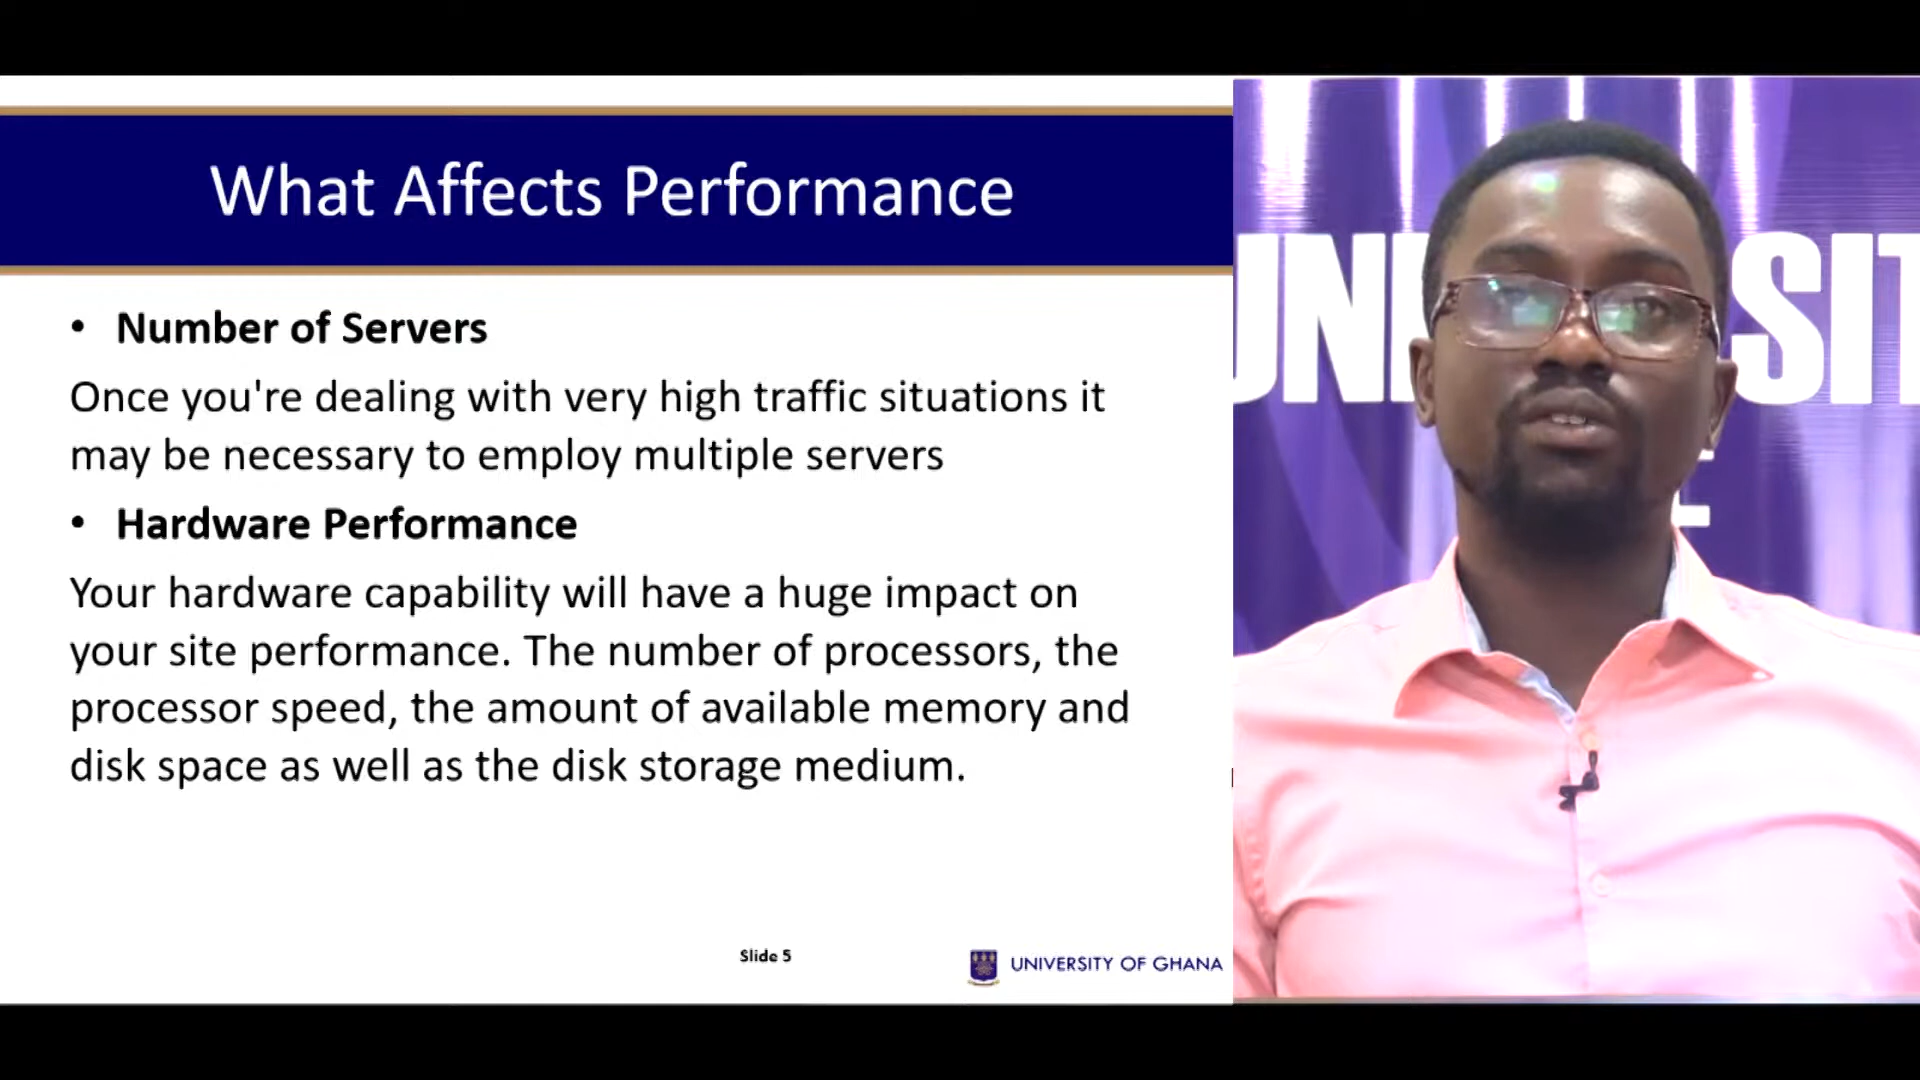 What Affects Performance
• Number of Servers
Once you're dealing with very high traffic situations it
may be necessary to employ multiple servers
• Hardware Performance
Your hardware capability will have a huge impact on
your site performance. The number of processors, the
processor speed, the amount of available memory and
disk space as well as the disk storage medium.
Slide 5
UNIVERSITY OF GHANA